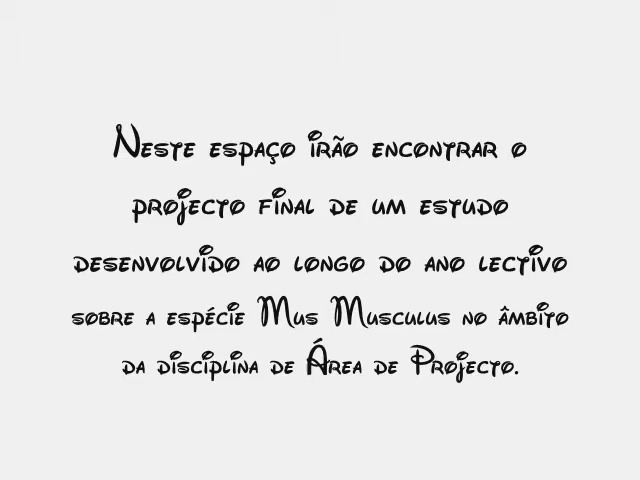 Neste espaço irão encontrar o
projecto final de um estudo
desenvolvido ao longo do ano lectivo
sobre a espécie Mus Musculus no âmbito
da disciplina de Área de Projecto.